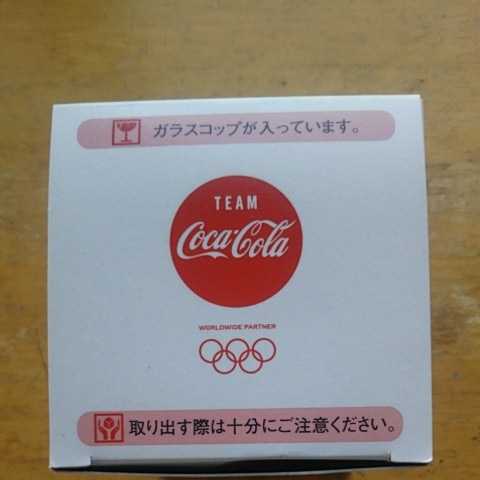 ガラスコップが入っています。
TEAM
Coca-Cola
WORLDWIDE PARTNER
取り出す際は十分にご注意ください。